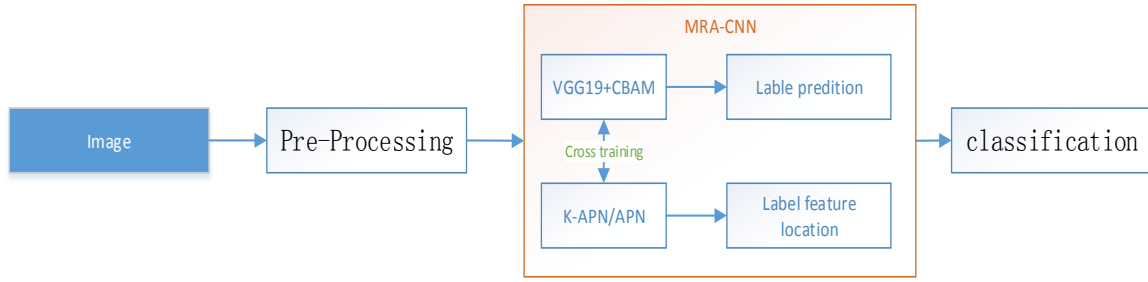 MRA-CNN
VGG19+CBAM
Lable predition
Image
Pre-Processing
Cross training
classification
K-APN/APN
Label feature
location